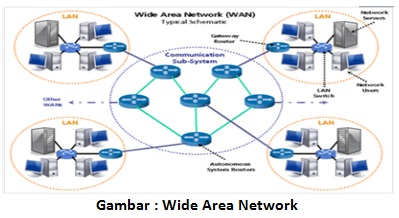 Wide Area Network (WAN)
Typical Schematic
Network
Servers
LAN
LAN
Gateway
Router
Communication
Sub-System
LAN
Switch
Network
Users
Other
WANs
LAN
LAN
Autonomous
System Routers
Gambar : Wide Area Network